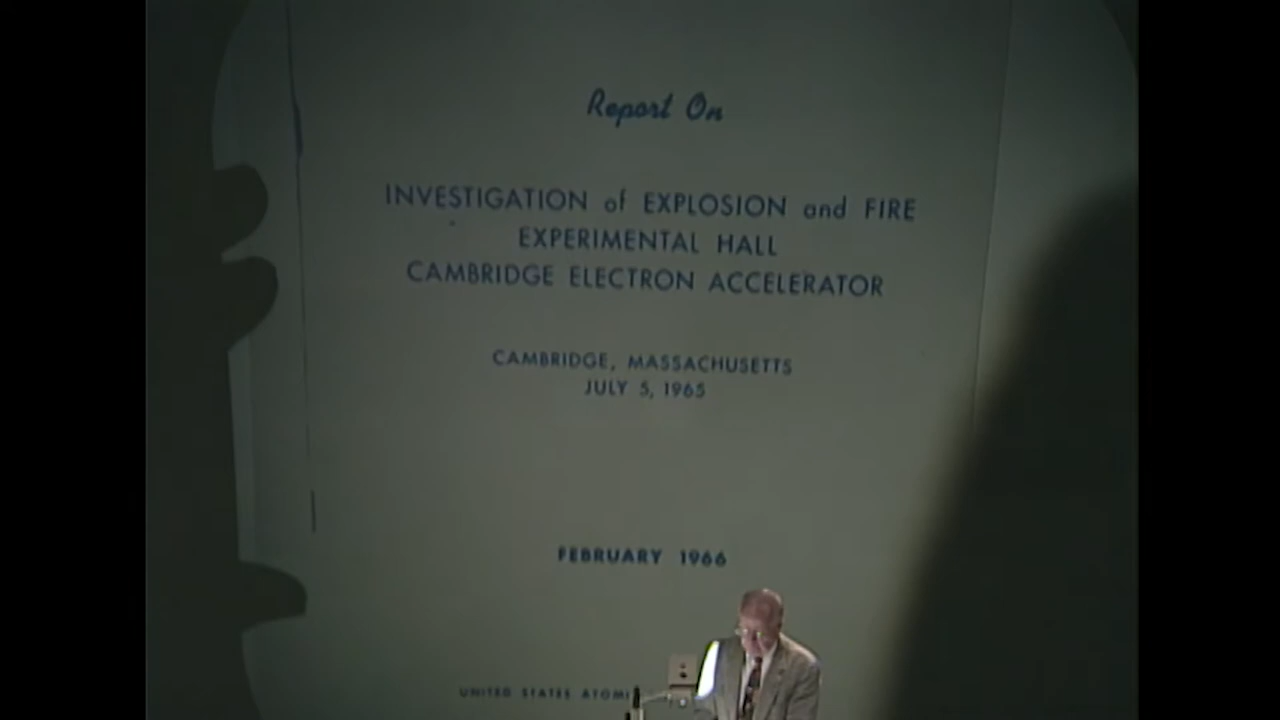 Report On
INVESTIGATION of EXPLOSION and FIRE
EXPERIMENTAL HALL
CAMBRIDGE ELECTRON ACCELERATOR
CAMBRIDGE, MASSACHUSETTS
JULY 5, 1965
FEBRUARY 1966
UNITED STATES ATOMI